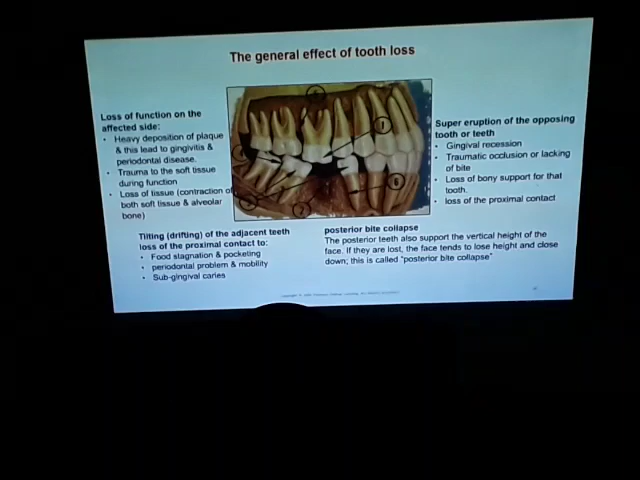 The general effect of tooth loss
Loss of function on the
affected side:
• Heavy deposition of plaque
& this lead to gingivitis &
periodontal disease.
• Trauma to the soft tissue
during function
• Loss of tissue (contraction of
both soft tissue & alveolar
bone)
1
6
Super eruption of the opposing
tooth or teeth
• Gingival recession
• Traumatic occlusion or lacking
of bite
• Loss of bony support for that
tooth.
• loss of the proximal contact
Tilting (drifting) of the adjacent teeth
loss of the proximal contact to:
• Food stagnation & pocketing
• periodontal problem & mobility
• Sub-gingival caries
posterior bite collapse
The posterior teeth also support the vertical height of the
face. If they are lost, the face tends to lose height and close
down; this is called "posterior bite collapse"